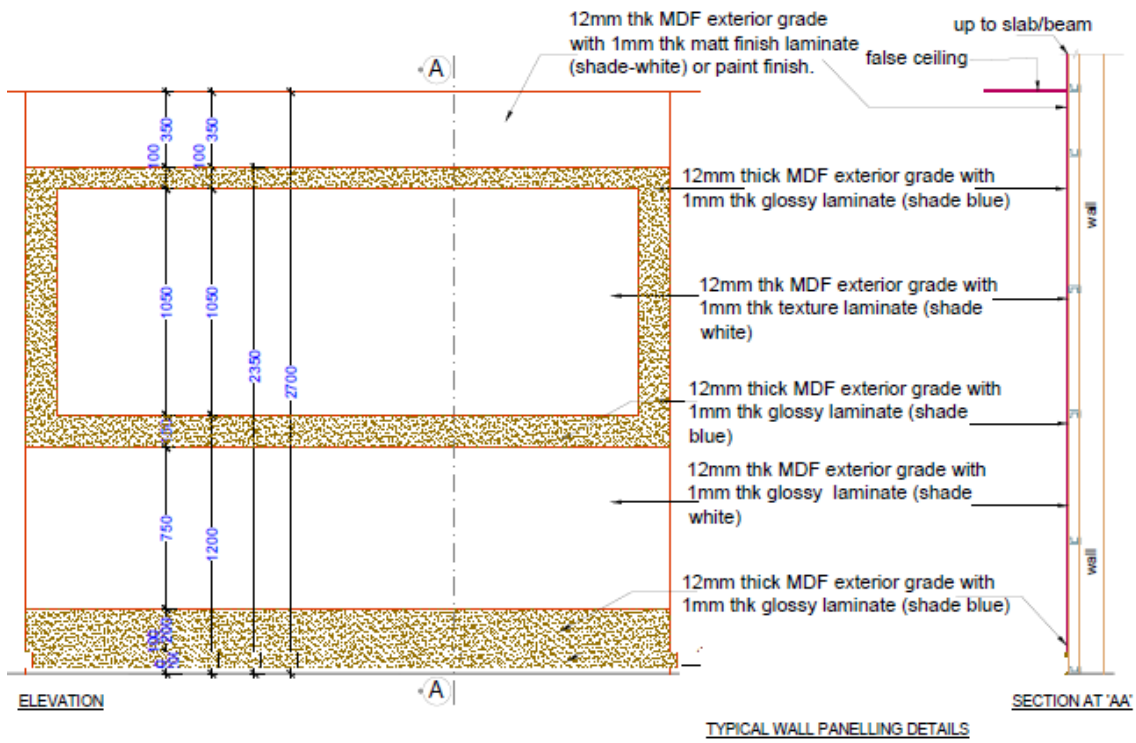 12mm thk MDF exterior grade
with 1mm thk matt finish laminate
(shade-white) or paint finish.
up to slab/beam
false ceiling
A
350
350
100
100
12mm thick MDF exterior grade with
1mm thk glossy laminate (shade blue)
wall
12mm thk MDF exterior grade with
1mm thk texture laminate (shade
white)
1050
1050
2350
2700
12mm thick MDF exterior grade with
1mm thk glossy laminate (shade
blue)
12mm thk MDF exterior grade with
1mm thk glossy laminate (shade
white)
750
1200
wall
12mm thick MDF exterior grade with
1mm thk glossy laminate (shade blue)
200
A
ELEVATION
SECTION AT 'AA'
TYPICAL WALL PANELLING DETAILS